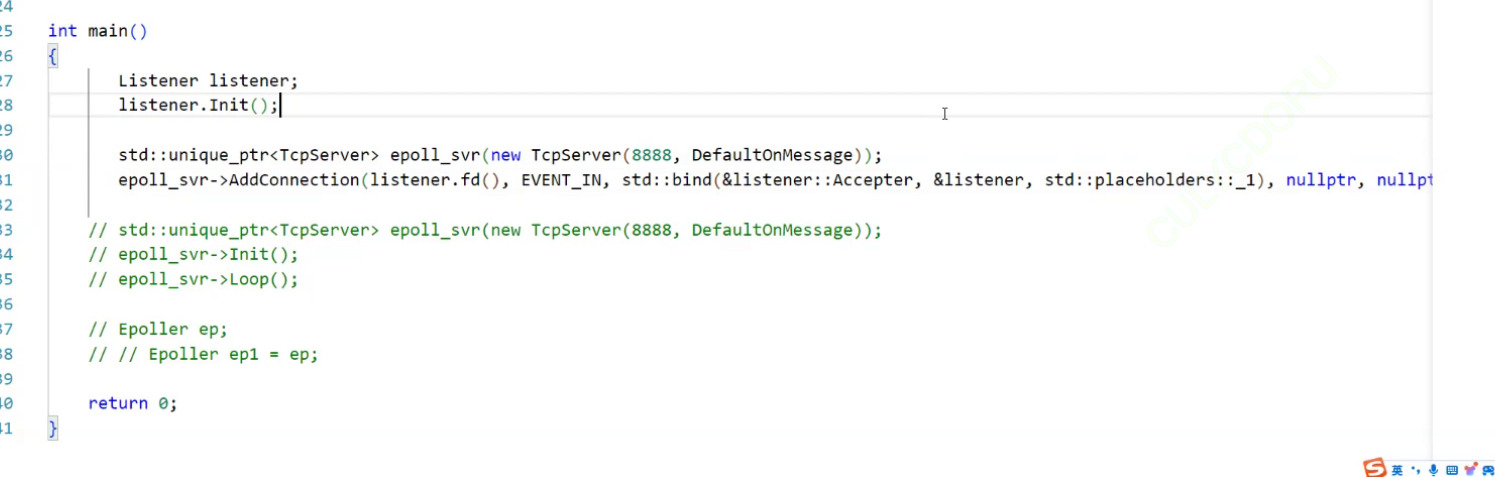 24
25 int main()
26 {
27 Listener listener;
28 listener.Init();
29
30 std::unique_ptr<TcpServer> epoll_svr(new TcpServer(8888, DefaultOnMessage));
31 epoll_svr->AddConnection(listener.fd(), EVENT_IN, std::bind(&listener::Accepter, &listener, std::placeholders::_1), nullptr, nullpt
32
33 // std::unique_ptr<TcpServer> epoll_svr(new TcpServer(8888, DefaultOnMessage));
34 // epoll_svr->Init();
35 // epoll_svr->Loop();
36
37 // Epoller ep;
38 // // Epoller ep1 = ep;
39
40 return 0;
41 }
英